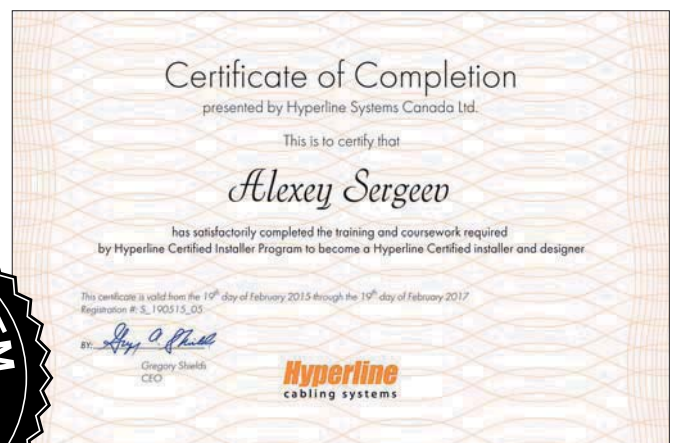 Certificate of Completion
presented by Hyperline Systems Canada Ltd.
This is to certify that
Alexey Sergeev
has satisfactorily completed the training and coursework required
by Hyperline Certified Installer Program to become a Hyperline Certified installer and designer
This certificate is valid from the 19th day of February 2015 through the 19th day of February 2017
Registration #: S_190515_05
BY:
Gregory Shields
CEO
Hyperline
cabling systems